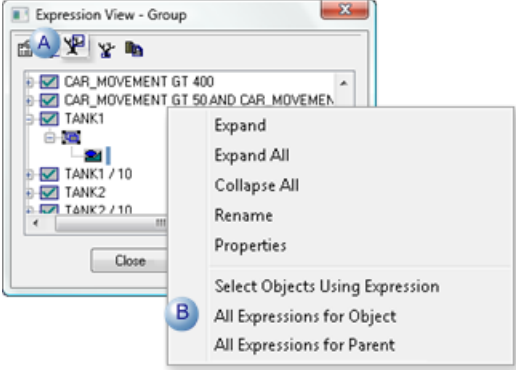 Expression View - Group
A
CAR_MOVEMENT GT 400
CAR_MOVEMENT GT 50 AND CAR_MOVEMEN
TANK1
TANK1 / 10
TANK2
TANK2 / 10
Close
Expand
Expand All
Collapse All
Rename
Properties
Select Objects Using Expression
B
All Expressions for Object
All Expressions for Parent